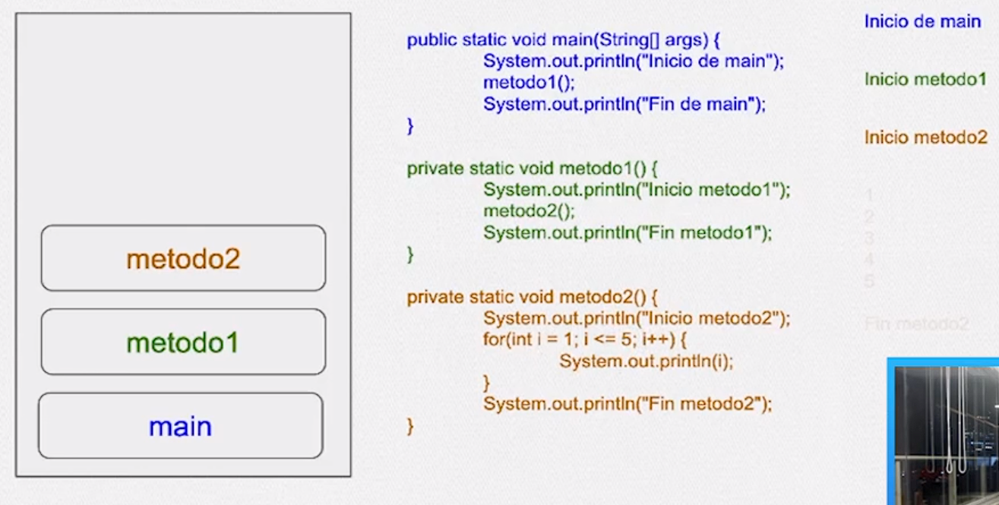 metodo2
metodo1
main
public static void main(String[] args) {
System.out.println("Inicio de main");
metodo1();
System.out.println("Fin de main");
}
private static void metodo1() {
System.out.println("Inicio metodo1");
metodo2();
System.out.println("Fin metodo1");
}
private static void metodo2() {
System.out.println("Inicio metodo2");
for(int i = 1; i <= 5; i++) {
System.out.println(i);
}
System.out.println("Fin metodo2");
}
Inicio de main
Inicio metodo1
Inicio metodo2
1
2
3
4
5
Fin metodo2